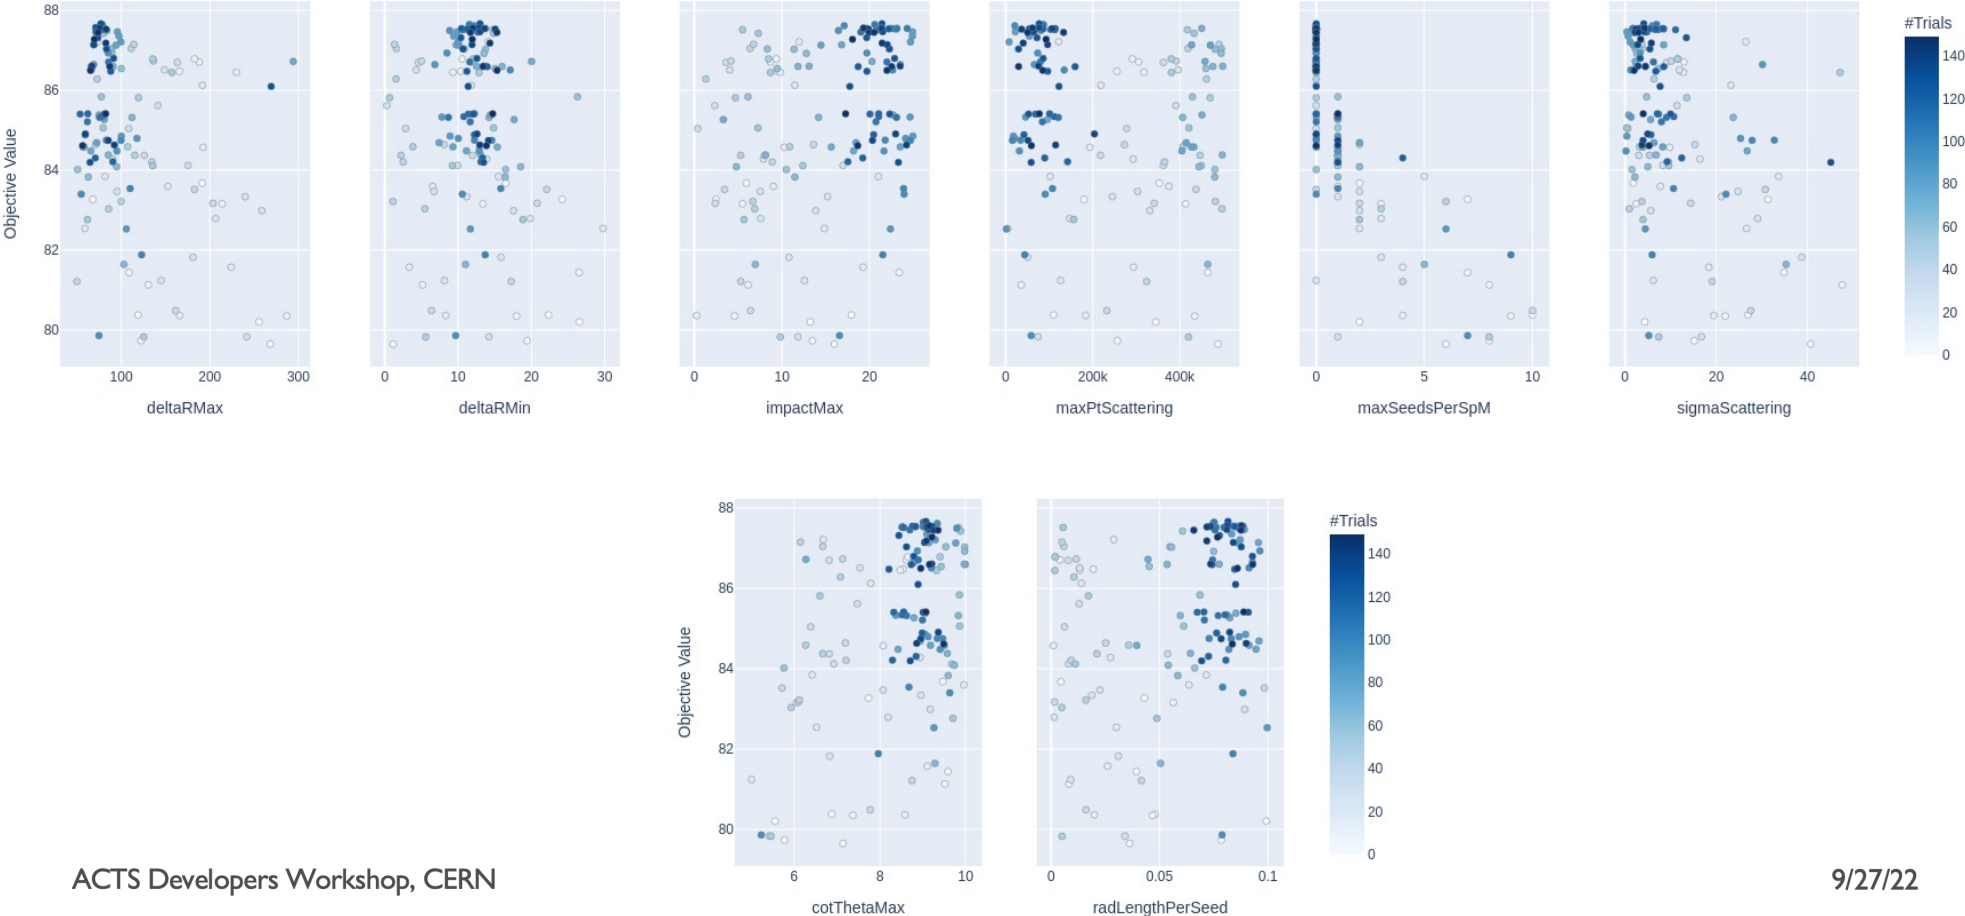 88
86
84
82
80
Objective Value
100 200 300
deltaRMax
0 10 20 30
deltaRMin
0 10 20
impactMax
0 200k 400k
maxPtScattering
0 5 10
maxSeedsPerSpM
0 20 40
sigmaScattering
#Trials
140
120
100
80
60
40
20
0
88
86
84
82
80
Objective Value
6 8 10
cotThetaMax
0 0.05 0.1
radLengthPerSeed
#Trials
140
120
100
80
60
40
20
0
ACTS Developers Workshop, CERN
9/27/22